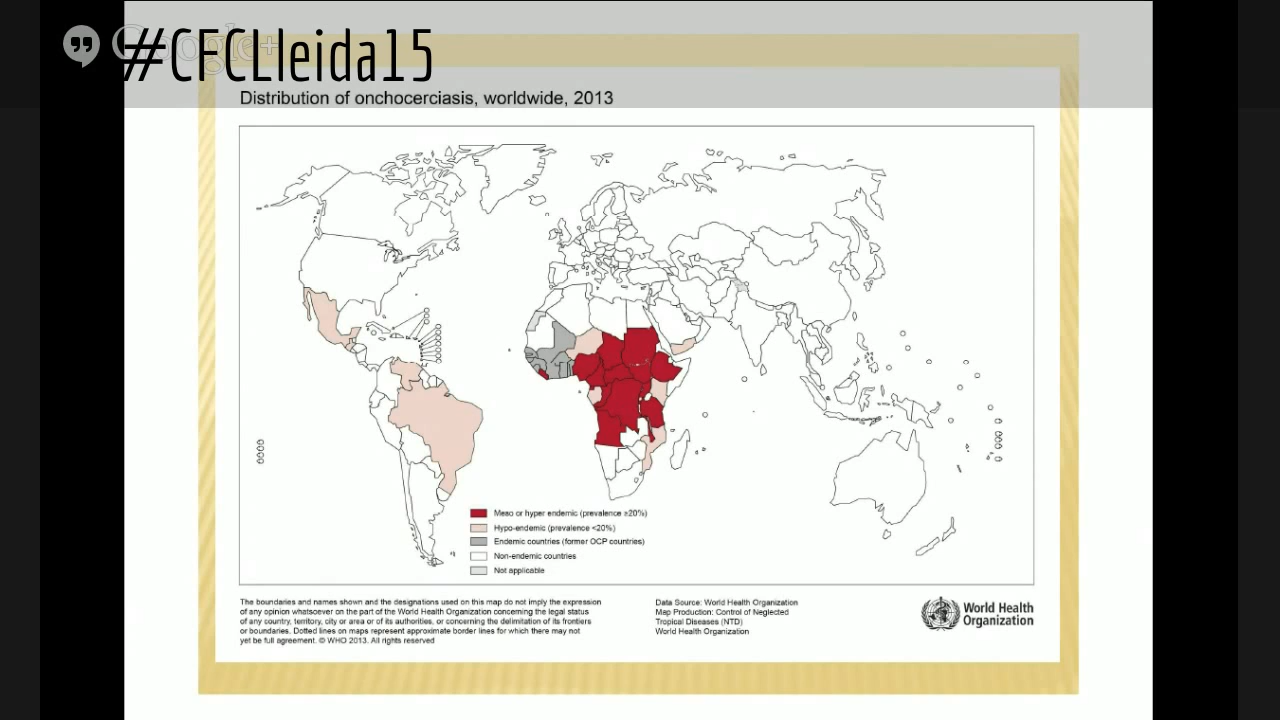 Google+
#CFCLleida15
Distribution of onchocerciasis, worldwide, 2013
Meso or hyper endemic (prevalence ≥20%)
Hypo-endemic (prevalence <20%)
Endemic countries (former OCP countries)
Non-endemic countries
Not applicable
The boundaries and names shown and the designations used on this map do not imply the expression
of any opinion whatsoever on the part of the World Health Organization concerning the legal status
of any country, territory, city or area or of its authorities, or concerning the delimitation of its frontiers
or boundaries. Dotted lines on maps represent approximate border lines for which there may not
yet be full agreement. © WHO 2013. All rights reserved
Data Source: World Health Organization
Map Production: Control of Neglected
Tropical Diseases (NTD)
World Health Organization
World Health
Organization